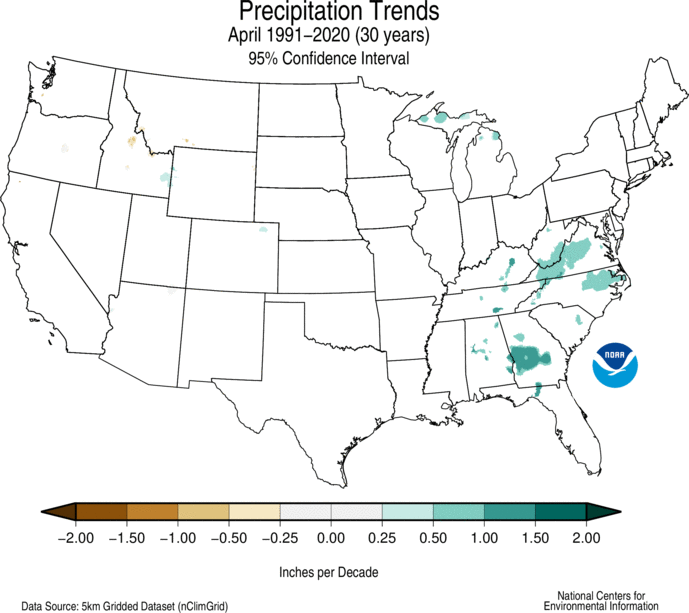 Precipitation Trends
April 1991–2020 (30 years)
95% Confidence Interval
NOAA
−2.00 −1.50 −1.00 −0.50 −0.25 0.00 0.25 0.50 1.00 1.50 2.00
Inches per Decade
Data Source: 5km Gridded Dataset (nClimGrid)
National Centers for
Environmental Information